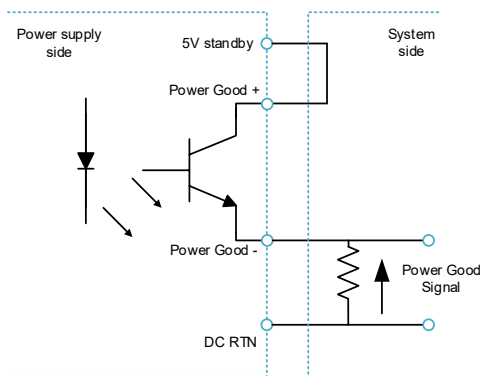 Power supply
side
5V standby
System
side
Power Good +
Power Good -
Power Good
Signal
DC RTN